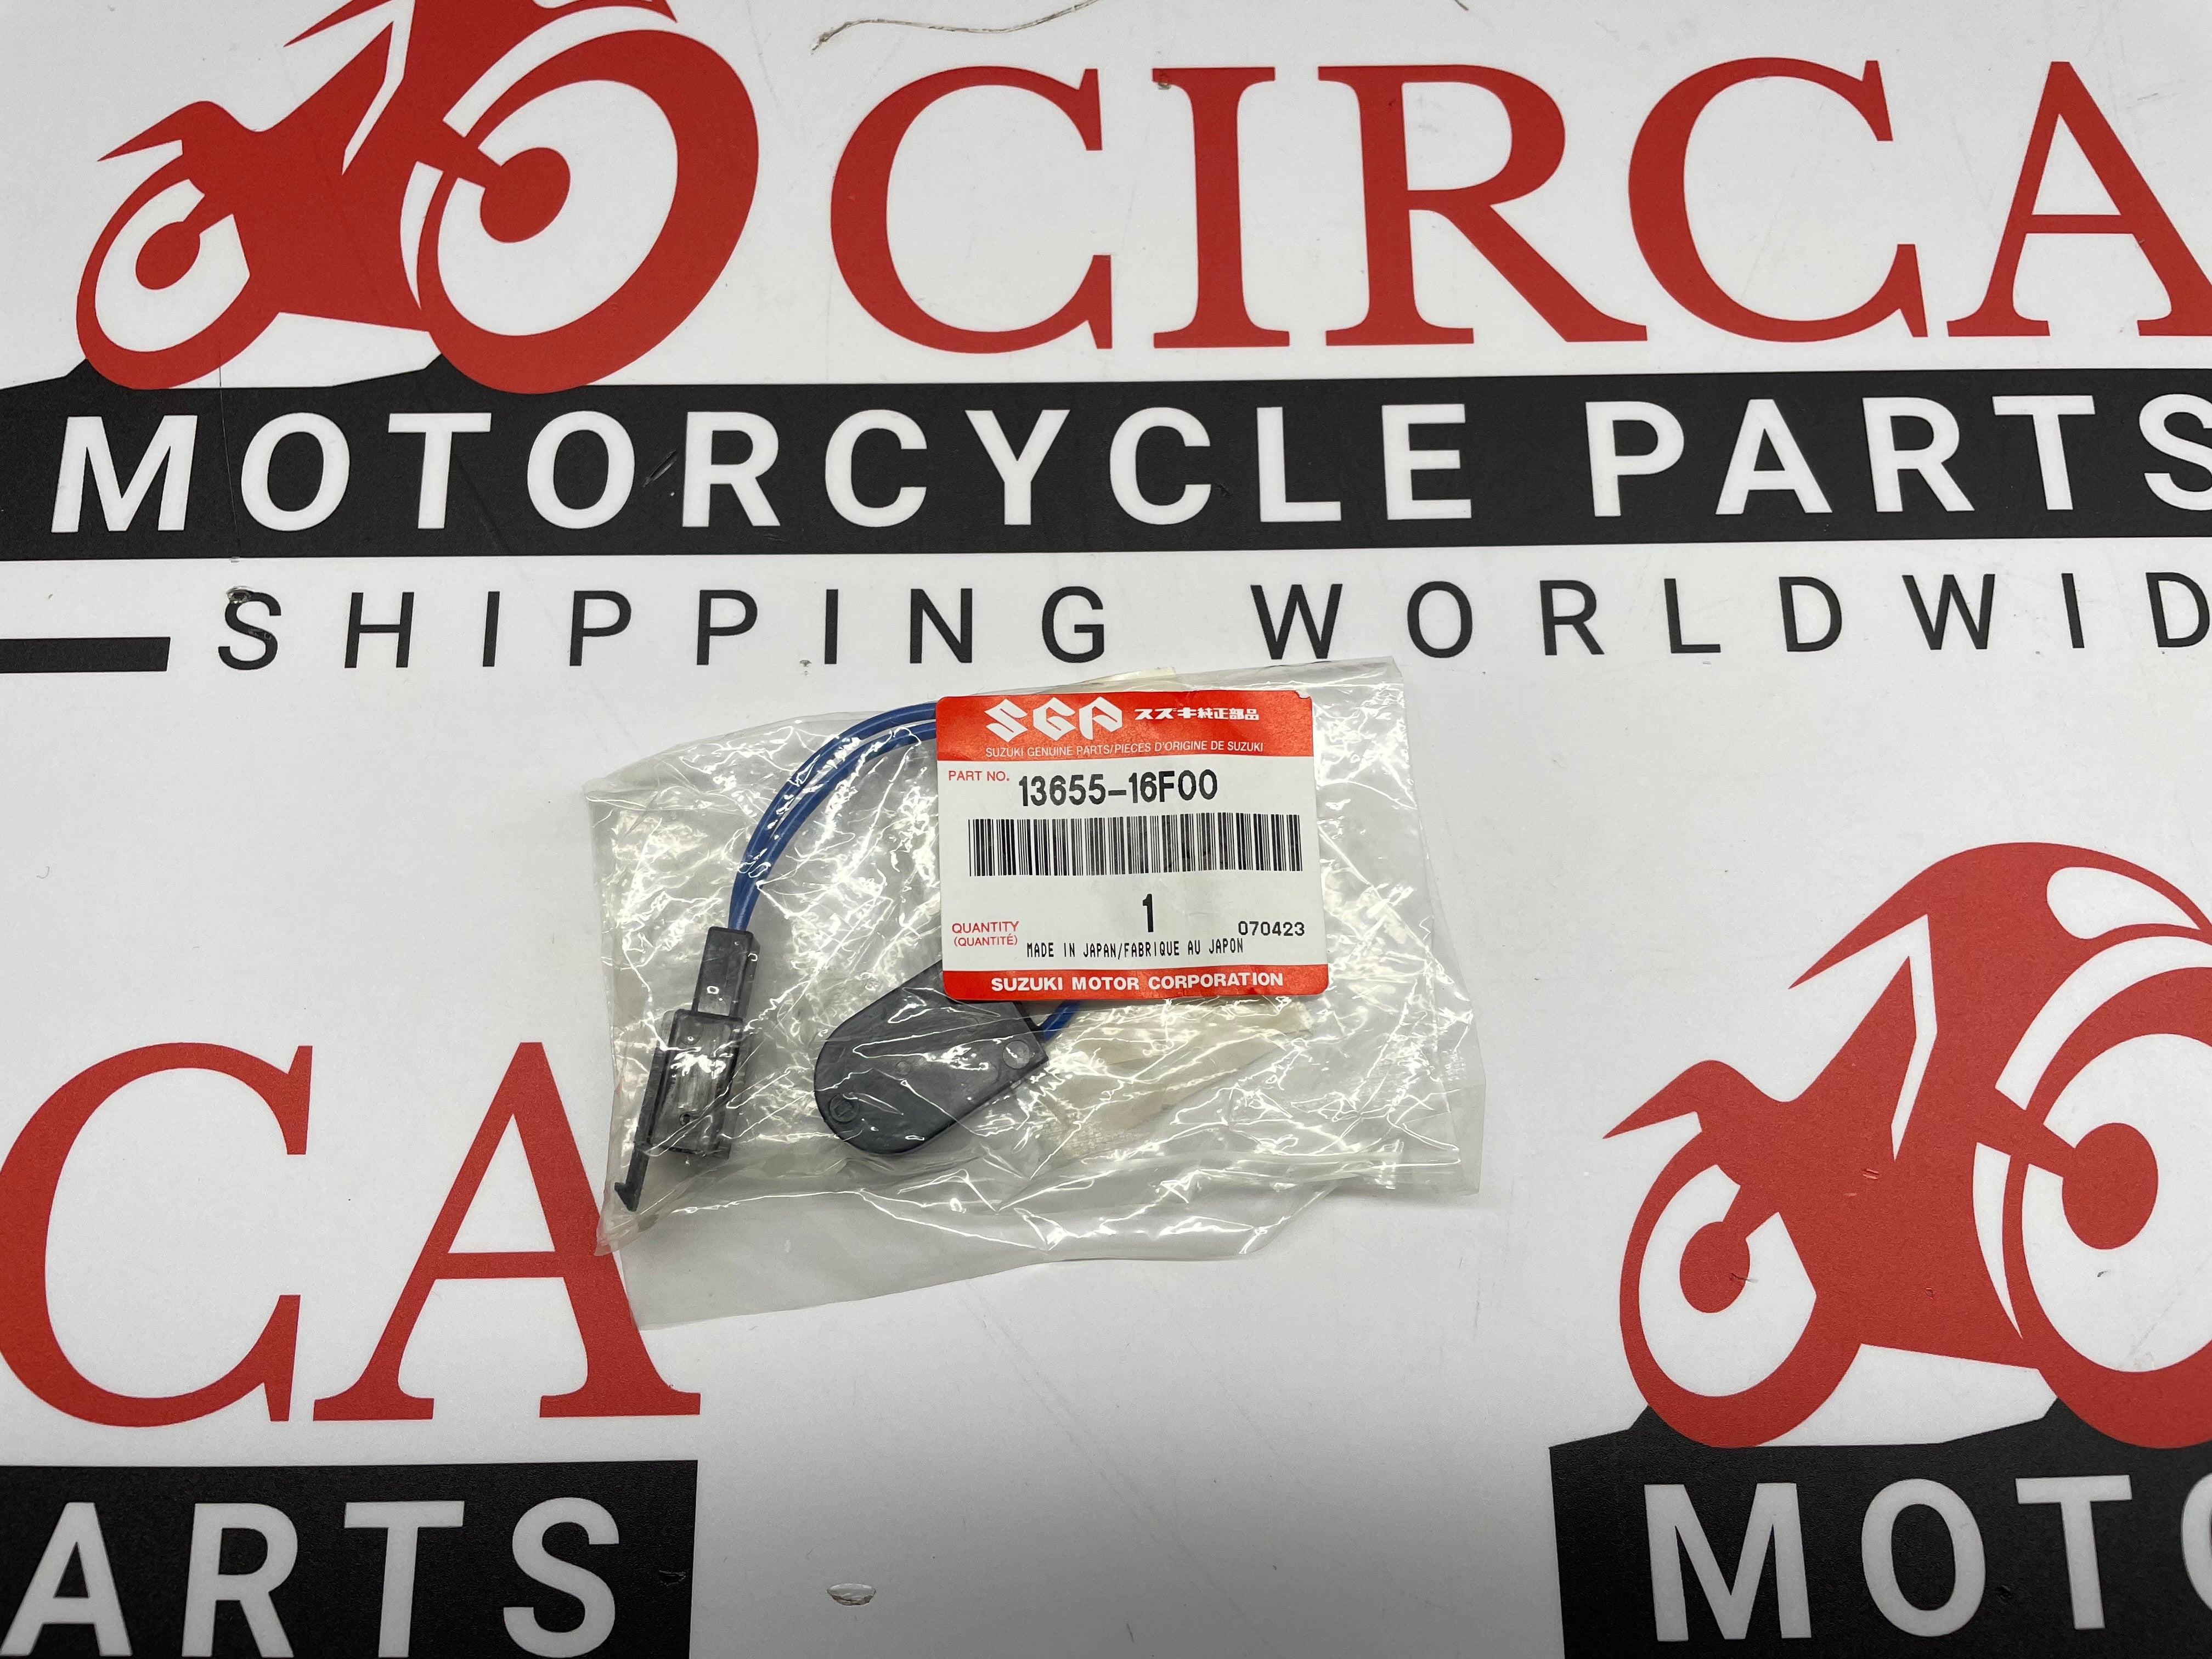 CIRCA
MOTORCYCLE PARTS
SHIPPING WORLDWID
SGP スズキ純正部品
SUZUKI GENUINE PARTS/PIECES D'ORIGINE DE SUZUKI
PART NO. 13655-16F00
1
QUANTITY
(QUANTITÉ)
070423
MADE IN JAPAN/FABRIQUE AU JAPON
SUZUKI MOTOR CORPORATION
CA
ARTS
MOTO